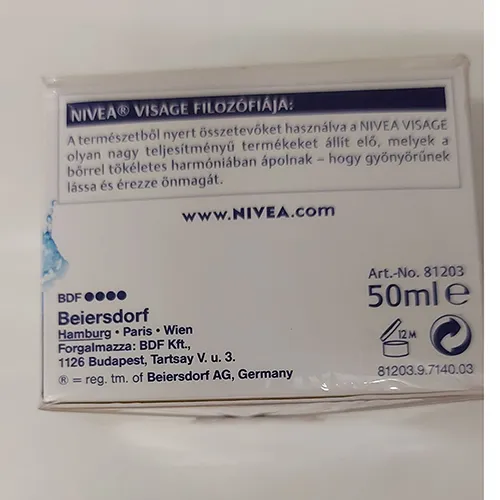 NIVEA® VISAGE FILOZÓFIÁJA:
A természetből nyert összetevőket használva a NIVEA VISAGE
olyan nagy teljesítményű termékeket állít elő, melyek a
bőrrel tökéletes harmóniában ápolnak – hogy gyönyörűnek
lássa és érezze önmagát.
www.NIVEA.com
Art.-No. 81203
50ml ℮
BDF ●●●●
Beiersdorf
Hamburg • Paris • Wien
Forgalmazza: BDF Kft.,
1126 Budapest, Tartsay V. u. 3.
® = reg. tm. of Beiersdorf AG, Germany
12M
81203.9.7140.03